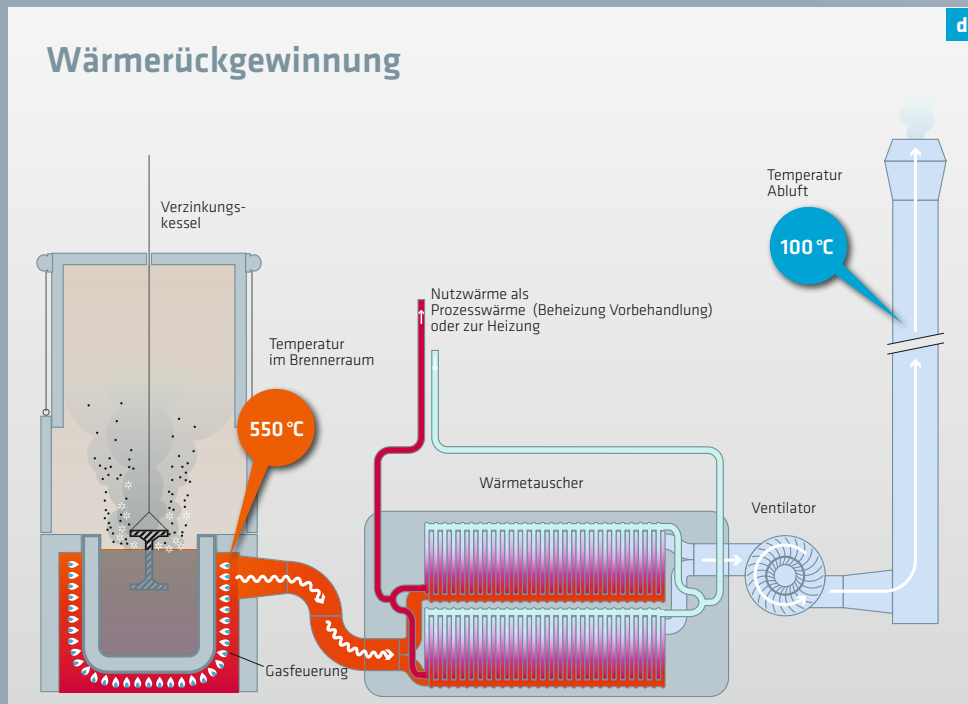 d
Wärmerückgewinnung
Temperatur
Abluft
100 °C
Verzinkungs-
kessel
Nutzwärme als
Prozesswärme (Beheizung Vorbehandlung)
oder zur Heizung
Temperatur
im Brennerraum
550 °C
Wärmetauscher
Ventilator
Gasfeuerung